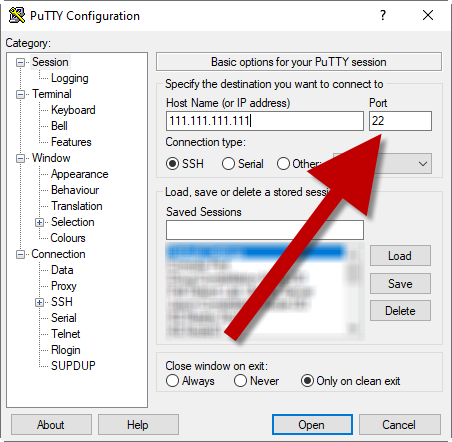 PuTTY Configuration
Category:
Session
Logging
Terminal
Keyboard
Bell
Features
Window
Appearance
Behaviour
Translation
Selection
Colours
Connection
Data
Proxy
SSH
Serial
Telnet
Rlogin
SUPDUP
Basic options for your PuTTY session
Specify the destination you want to connect to
Host Name (or IP address) Port
111.111.111.111 22
Connection type:
SSH Serial Other:
Load, save or delete a stored sessi
Saved Sessions
Load
Save
Delete
Close window on exit:
Always Never Only on clean exit
About Help Open Cancel